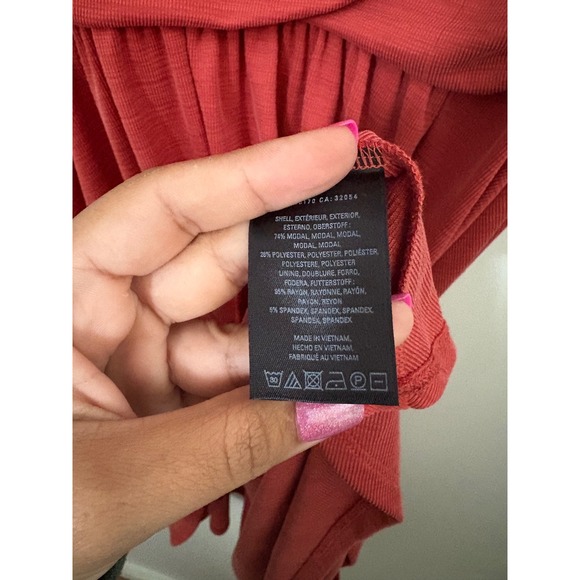 CA: 32054
SHELL, EXTÉRIEUR, EXTERIOR,
ESTERNO, OBERSTOFF:
74% MODAL, MODAL, MODAL,
MODAL, MODAL
26% POLYESTER, POLYESTER, POLIÉSTER,
POLYESTERE, POLYESTER
LINING, DOUBLURE, FORRO,
FODERA, FUTTERSTOFF:
95% RAYON, RAYONNE, RAYÓN,
RAYON, REYON
5% SPANDEX, SPANDEX, SPANDEX,
SPANDEX, SPANDEX
MADE IN VIETNAM
HECHO EN VIETNAM
FABRIQUÉ AU VIETNAM
30 P